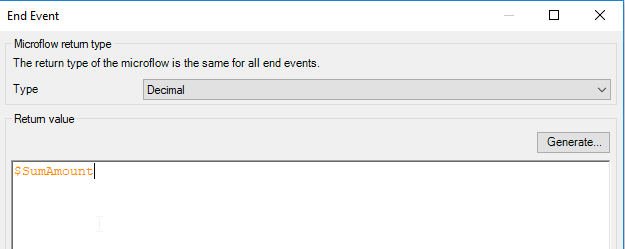 End Event
Microflow return type
The return type of the microflow is the same for all end events.
Type Decimal
Return value
Generate...
$SumAmount